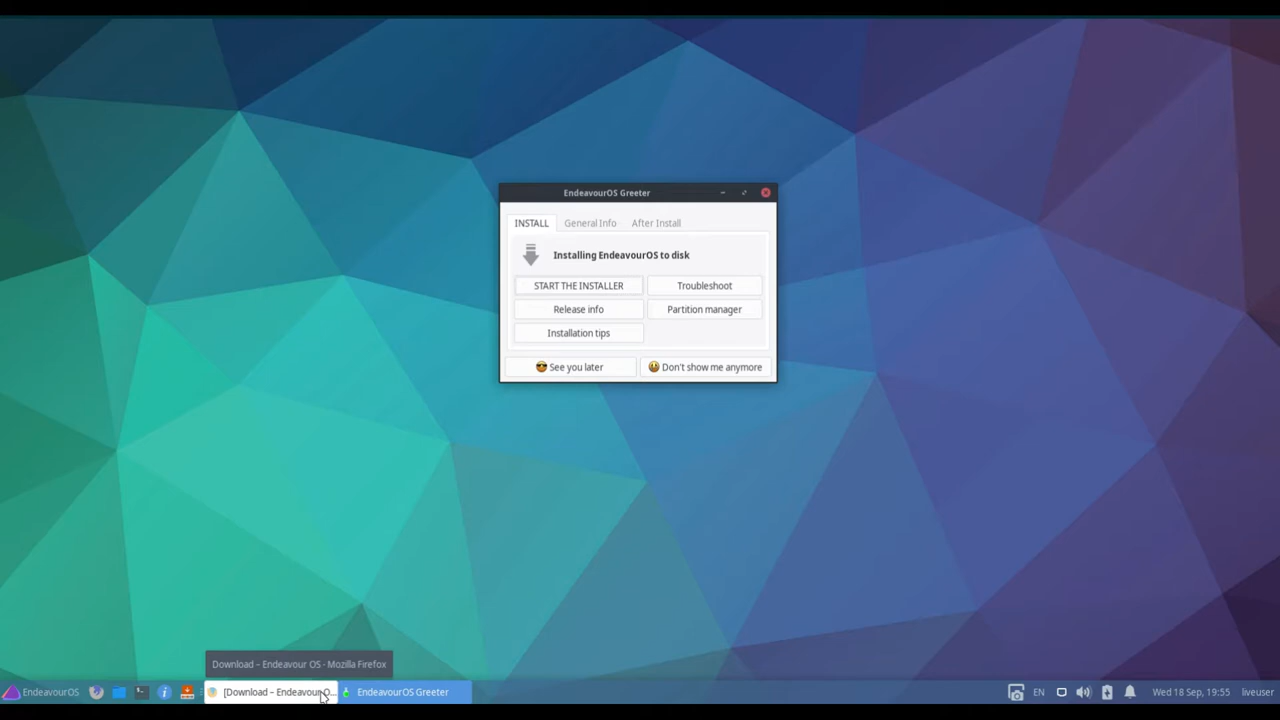 EndeavourOS Greeter
INSTALL
General Info
After Install
Installing EndeavourOS to disk
START THE INSTALLER
Troubleshoot
Release info
Partition manager
Installation tips
See you later
Don't show me anymore
Download – Endeavour OS - Mozilla Firefox
EndeavourOS
[Download – Endeavour O...
EndeavourOS Greeter
EN
Wed 18 Sep, 19:55
liveuser